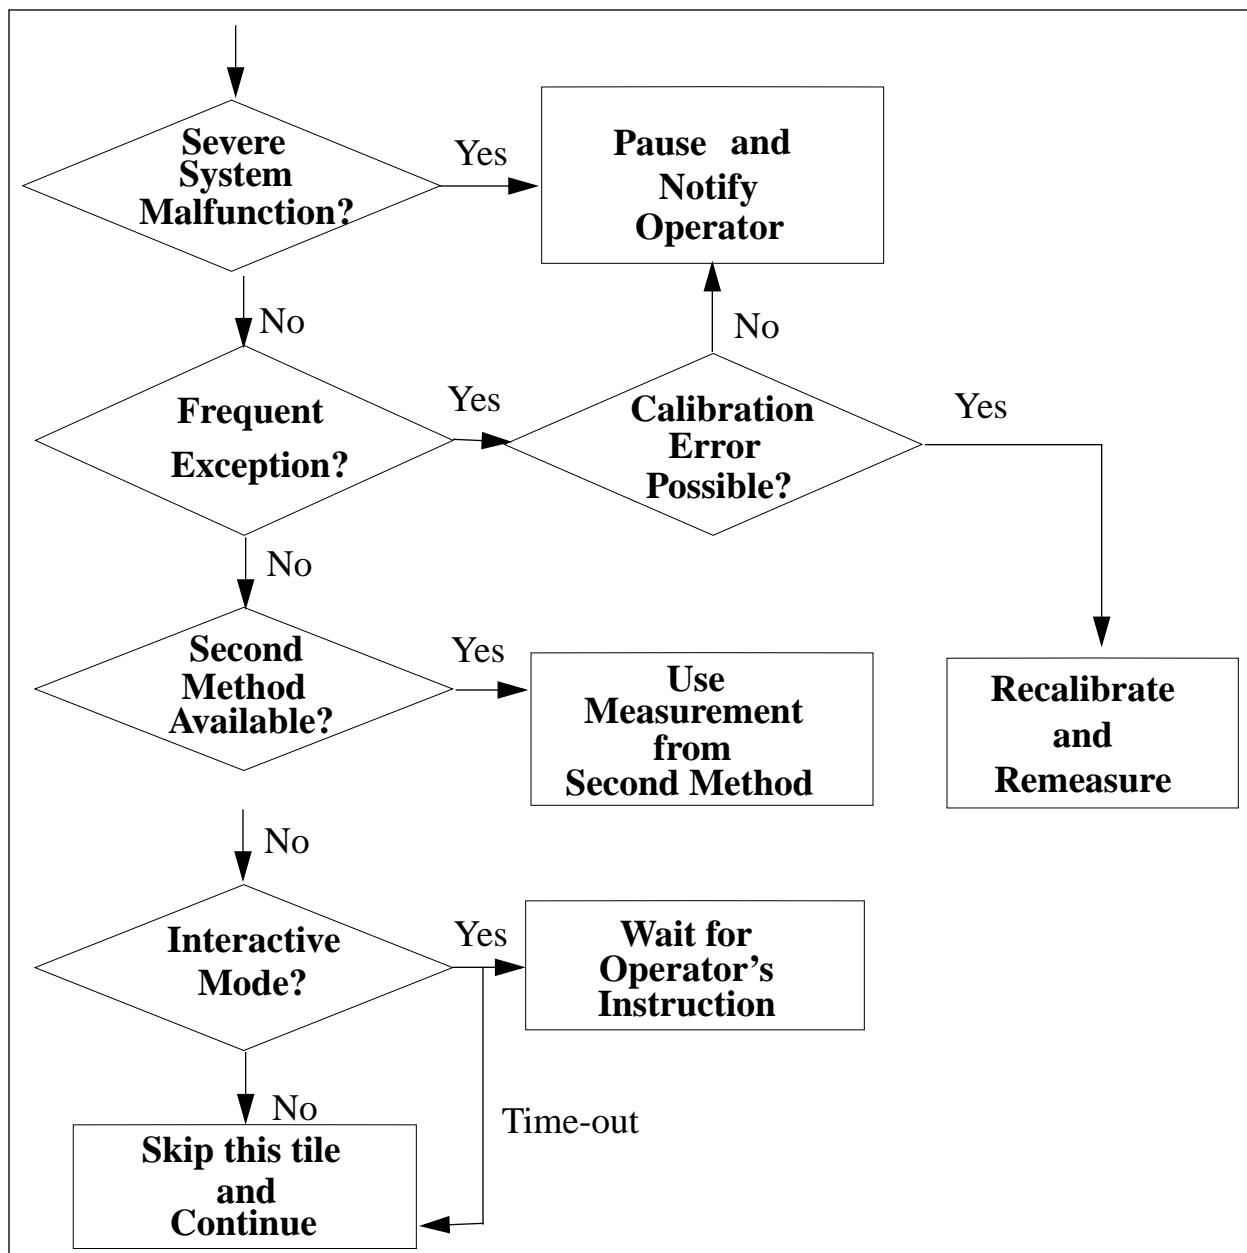 Severe
System
Malfunction?
Yes
Pause and
Notify
Operator
No
No
Frequent
Exception?
Yes
Calibration
Error
Possible?
Yes
No
Second
Method
Available?
Yes
Use
Measurement
from
Second Method
Recalibrate
and
Remeasure
No
Interactive
Mode?
Yes
Wait for
Operator’s
Instruction
No
Time-out
Skip this tile
and
Continue